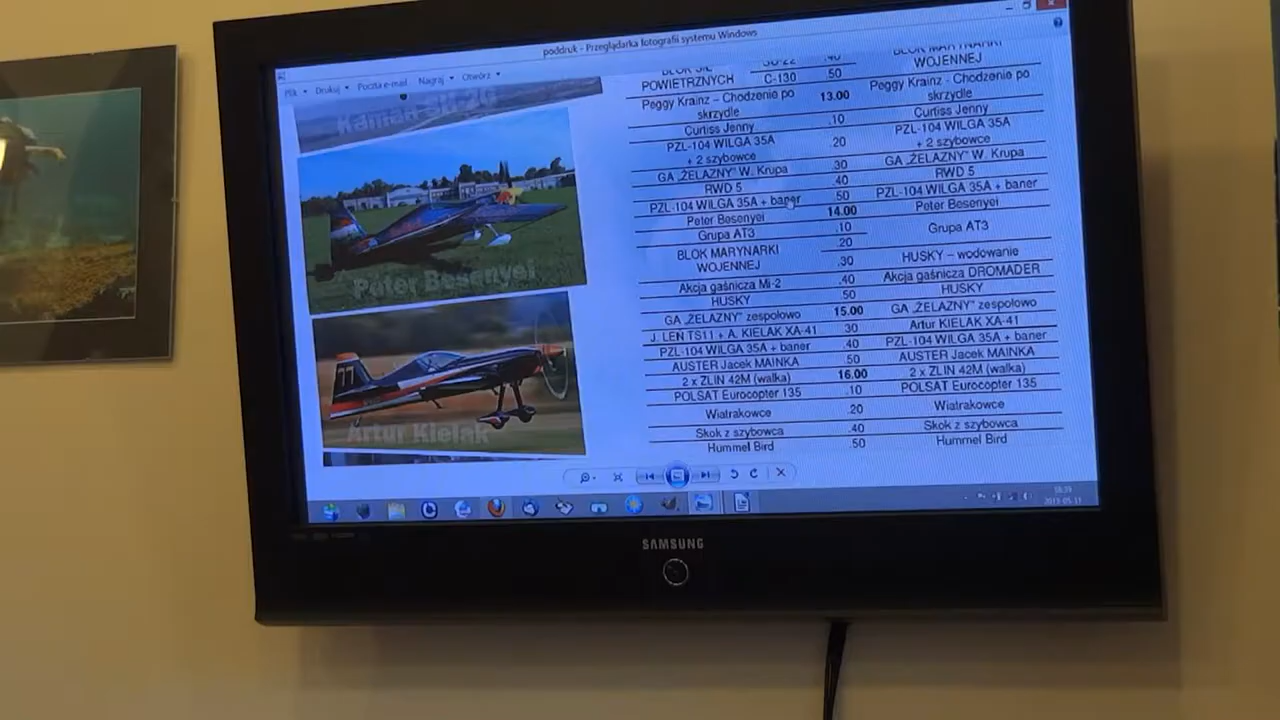 poddruk - Przeglądarka fotografii systemu Windows
Plik Drukuj Poczta e-mail Nagraj Otwórz
Peter Besenyei
Artur Kielak
77
POWIETRZNYCH C-130 50 WOJENNEJ
Peggy Krainz – Chodzenie po skrzydle 13.00 Peggy Krainz - Chodzenie po skrzydle
Curtiss Jenny .10 Curtiss Jenny
PZL-104 WILGA 35A + 2 szybowce .20 PZL-104 WILGA 35A + 2 szybowce
GA „ŻELAZNY" W. Krupa .30 GA „ŻELAZNY" W. Krupa
RWD 5 .40 RWD 5
PZL-104 WILGA 35A + baner .50 PZL-104 WILGA 35A + baner
Peter Besenyei 14.00 Peter Besenyei
Grupa AT3 .10 Grupa AT3
.20
BLOK MARYNARKI WOJENNEJ .30 HUSKY – wodowanie
Akcja gaśnicza Mi-2 .40 Akcja gaśnicza DROMADER
HUSKY .50 HUSKY
GA „ŻELAZNY" zespołowo 15.00 GA „ŻELAZNY" zespołowo
J. LEN TS11 + A. KIELAK XA-41 .30 Artur KIELAK XA-41
PZL-104 WILGA 35A + baner .40 PZL-104 WILGA 35A + baner
AUSTER Jacek MAINKA .50 AUSTER Jacek MAINKA
2 x ZLIN 42M (walka) 16.00 2 x ZLIN 42M (walka)
POLSAT Eurocopter 135 .10 POLSAT Eurocopter 135
Wiatrakowce .20 Wiatrakowce
Skok z szybowca .40 Skok z szybowca
Hummel Bird .50 Hummel Bird
SAMSUNG